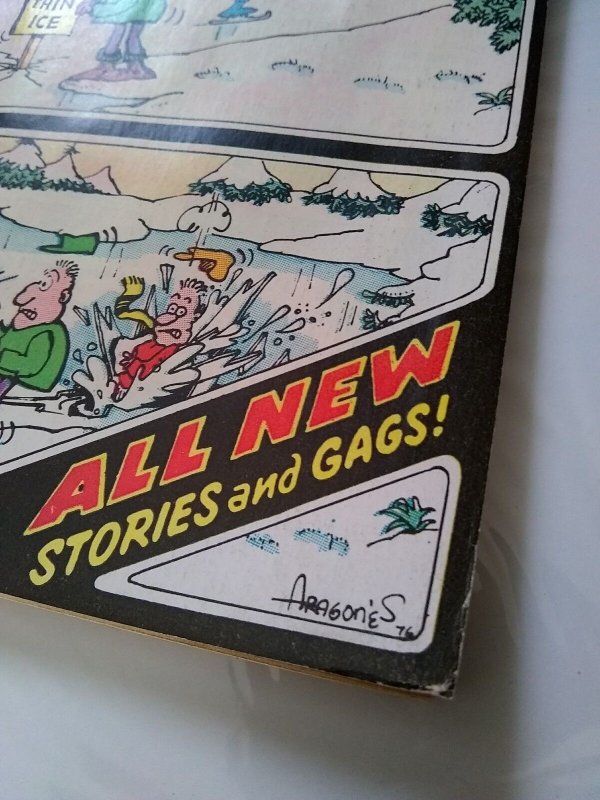 THIN
ICE
ALL NEW
STORIES and GAGS!
ARAGONÉS
76